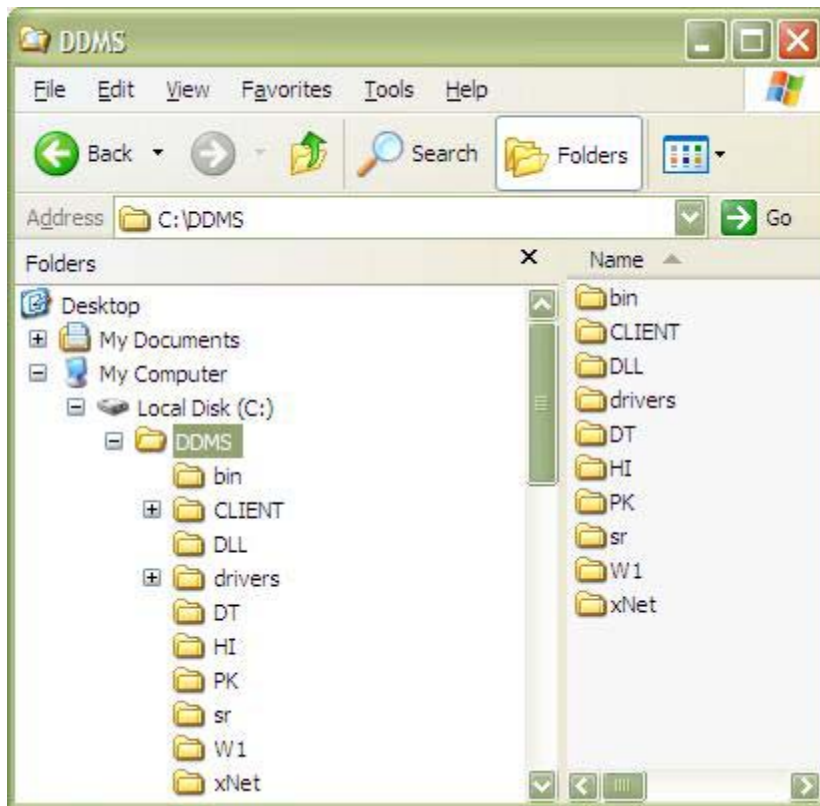 DDMS
File Edit View Favorites Tools Help
Back Search Folders
Address C:\DDMS Go
Folders
Desktop
My Documents
My Computer
Local Disk (C:)
DDMS
bin
CLIENT
DLL
drivers
DT
HI
PK
sr
W1
xNet
Name
bin
CLIENT
DLL
drivers
DT
HI
PK
sr
W1
xNet